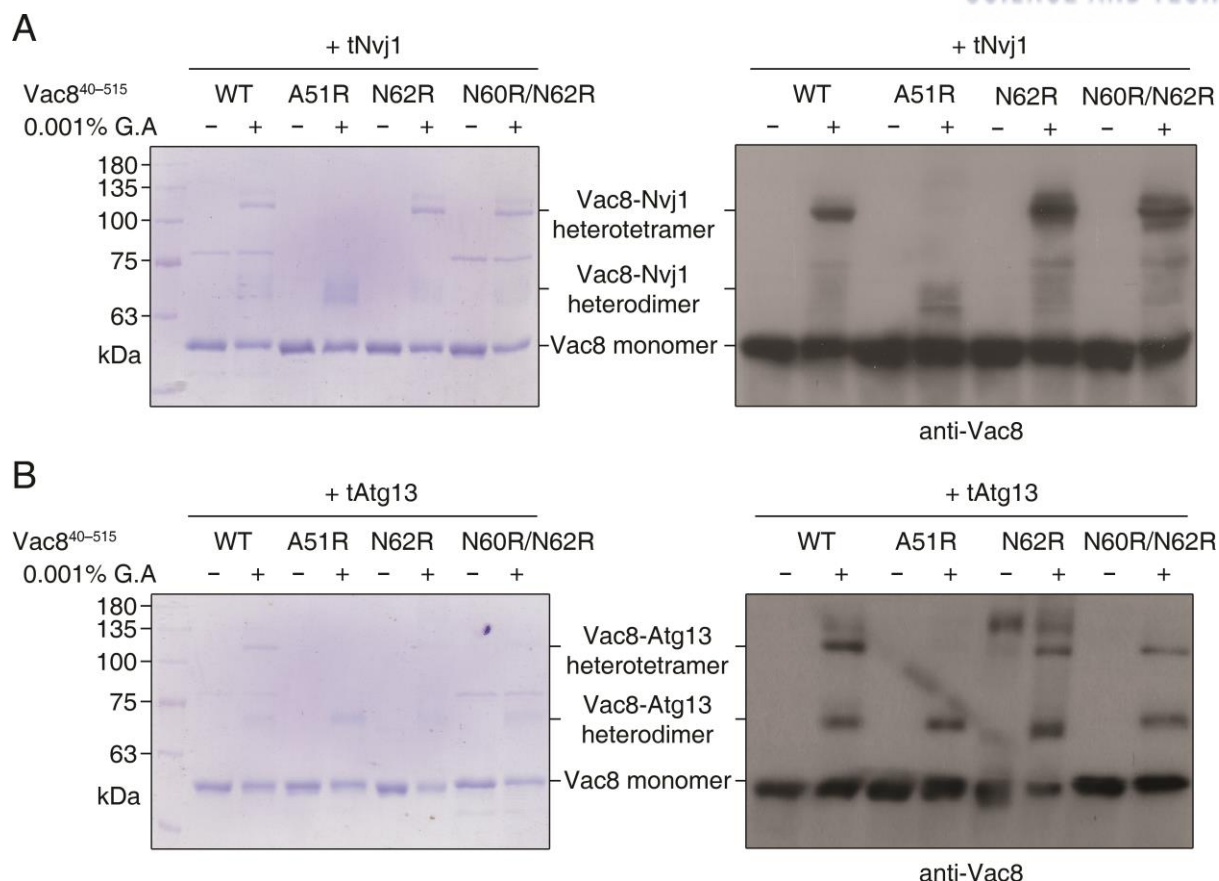 A
+ tNvj1
+ tNvj1
Vac8⁴⁰⁻⁵¹⁵ WT A51R N62R N60R/N62R
WT A51R N62R N60R/N62R
0.001% G.A − + − + − + − +
− + − + − + − +
180
135
100
75
63
kDa
Vac8-Nvj1
heterotetramer
Vac8-Nvj1
heterodimer
Vac8 monomer
anti-Vac8
B
+ tAtg13
+ tAtg13
Vac8⁴⁰⁻⁵¹⁵ WT A51R N62R N60R/N62R
WT A51R N62R N60R/N62R
0.001% G.A − + − + − + − +
− + − + − + − +
180
135
100
75
63
kDa
Vac8-Atg13
heterotetramer
Vac8-Atg13
heterodimer
Vac8 monomer
anti-Vac8